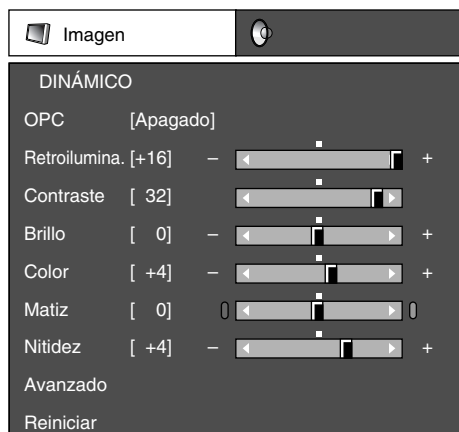 Imagen
DINÁMICO
OPC [Apagado]
Retroilumina. [+16] – +
Contraste [ 32]
Brillo [ 0] – +
Color [ +4] – +
Matiz [ 0]
Nitidez [ +4] – +
Avanzado
Reiniciar